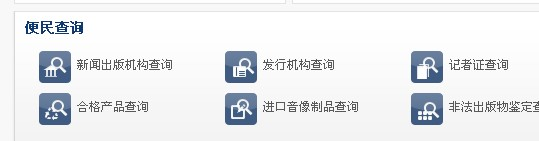 便民查询
新闻出版机构查询 发行机构查询 记者证查询
合格产品查询 进口音像制品查询 非法出版物鉴定查